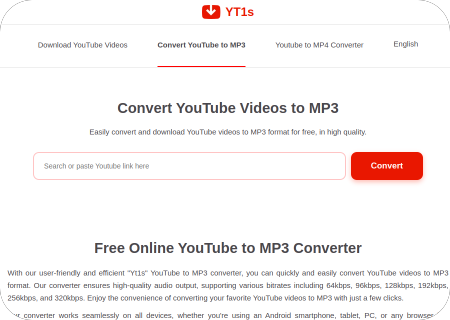 YT1s
Download YouTube Videos
Convert YouTube to MP3
Youtube to MP4 Converter
English
Convert YouTube Videos to MP3
Easily convert and download YouTube videos to MP3 format for free, in high quality.
Search or paste Youtube link here
Convert
Free Online YouTube to MP3 Converter
With our user-friendly and efficient "Yt1s" YouTube to MP3 converter, you can quickly and easily convert YouTube videos to MP3
format. Our converter ensures high-quality audio output, supporting various bitrates including 64kbps, 96kbps, 128kbps, 192kbps,
256kbps, and 320kbps. Enjoy the convenience of converting your favorite YouTube videos to MP3 with just a few clicks.
converter works seamlessly on all devices, whether you're using an Android smartphone, tablet, PC, or any browser